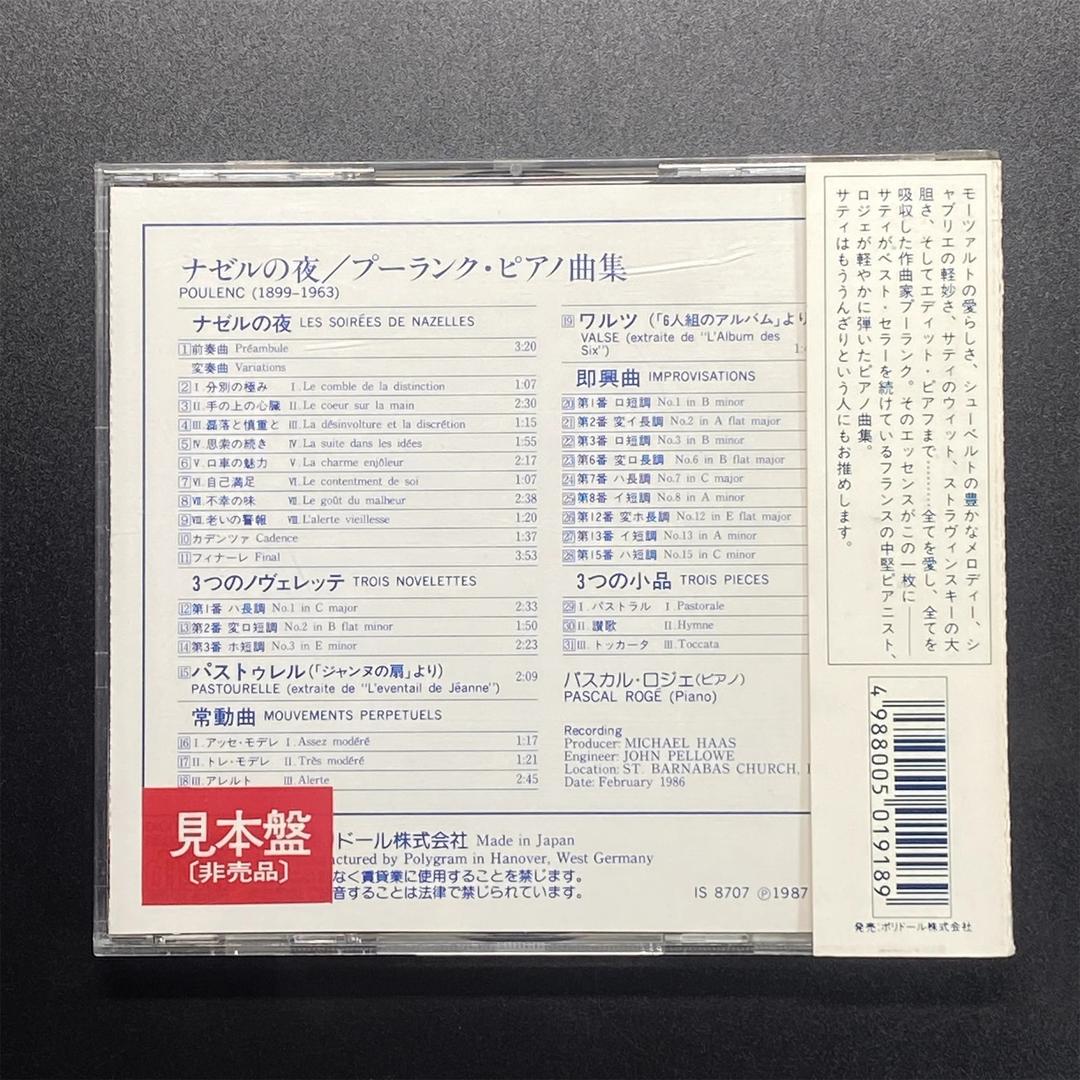 ナゼルの夜/プーランク・ピアノ曲集
POULENC (1899–1963)
ナゼルの夜 LES SOIRÉES DE NAZELLES
1 前奏曲 Préambule 3:20
変奏曲 Variations
2 I.分別の極み I.Le comble de la distinction 1:07
3 II.手の上の心臓 II.Le coeur sur la main 2:30
4 III.磊落と慎重と III.La désinvolture et la discrétion 1:15
5 IV.思索の続き IV.La suite dans les idées 1:55
6 V.口車の魅力 V.La charme enjôleur 2:17
7 VI.自己満足 VI.Le contentment de soi 1:07
8 VII.不幸の味 VII.Le goût du malheur 2:38
9 VIII.老いの警報 VIII.L'alerte vieillesse 1:20
10 カデンツァ Cadence 1:37
11 フィナーレ Final 3:53
3つのノヴェレッテ TROIS NOVELETTES
12 第1番 ハ長調 No.1 in C major 2:33
13 第2番 変ロ短調 No.2 in B flat minor 1:50
14 第3番 ホ短調 No.3 in E minor 2:23
15 パストゥレル(「ジャンヌの扇」より) 2:09
PASTOURELLE (extraite de "L'eventail de Jëanne")
常動曲 MOUVEMENTS PERPETUELS
16 I.アッセ・モデレ I.Assez modéré 1:17
17 II.トレ・モデレ II.Très modéré 1:21
18 III.アレルト III.Alerte 2:45
19 ワルツ (「6人組のアルバム」より
VALSE (extraite de "L'Album des
Six")
即興曲 IMPROVISATIONS
20 第1番 ロ短調 No.1 in B minor
21 第2番 変イ長調 No.2 in A flat major
22 第3番 ロ短調 No.3 in B minor
23 第6番 変ロ長調 No.6 in B flat major
24 第7番 ハ長調 No.7 in C major
25 第8番 イ短調 No.8 in A minor
26 第12番 変ホ長調 No.12 in E flat major
27 第13番 イ短調 No.13 in A minor
28 第15番 ハ短調 No.15 in C minor
3つの小品 TROIS PIECES
29 I.パストラル I Pastorale
30 II.讃歌 II.Hymne
31 III.トッカータ III.Toccata
パスカル・ロジェ(ピアノ)
PASCAL ROGÉ (Piano)
Recording
Producer: MICHAEL HAAS
Engineer: JOHN PELLOWE
Location: ST. BARNABAS CHURCH,
Date: February 1986
見本盤
〔非売品〕
リドール株式会社 Made in Japan
actured by Polygram in Hanover, West Germany
なく賃貸業に使用することを禁じます。
音することは法律で禁じられています。
IS 8707 Ⓟ1987
モーツァルトの愛らしさ、シューベルトの豊かなメロディー、シ
ャブリエの軽妙さ、サティのウィット、ストラヴィンスキーの大
胆さ、そしてエディット・ピアフまで…………全てを愛し、全てを
吸収した作曲家プーランク。そのエッセンスがこの一枚に――
サティがベスト・セラーを続けているフランスの中堅ピアニスト、
ロジェが軽やかに弾いたピアノ曲集。
サティはもううんざりという人にもお推めします。
4988005019189
発売:ポリドール株式会社